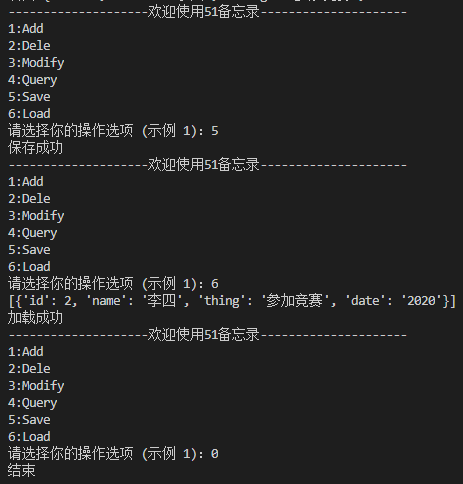 --------------------欢迎使用51备忘录---------------------
1:Add
2:Dele
3:Modify
4:Query
5:Save
6:Load
请选择你的操作选项 (示例 1)：5
保存成功
--------------------欢迎使用51备忘录---------------------
1:Add
2:Dele
3:Modify
4:Query
5:Save
6:Load
请选择你的操作选项 (示例 1)：6
[{'id': 2, 'name': '李四', 'thing': '参加竞赛', 'date': '2020'}]
加载成功
--------------------欢迎使用51备忘录---------------------
1:Add
2:Dele
3:Modify
4:Query
5:Save
6:Load
请选择你的操作选项 (示例 1)：0
结束